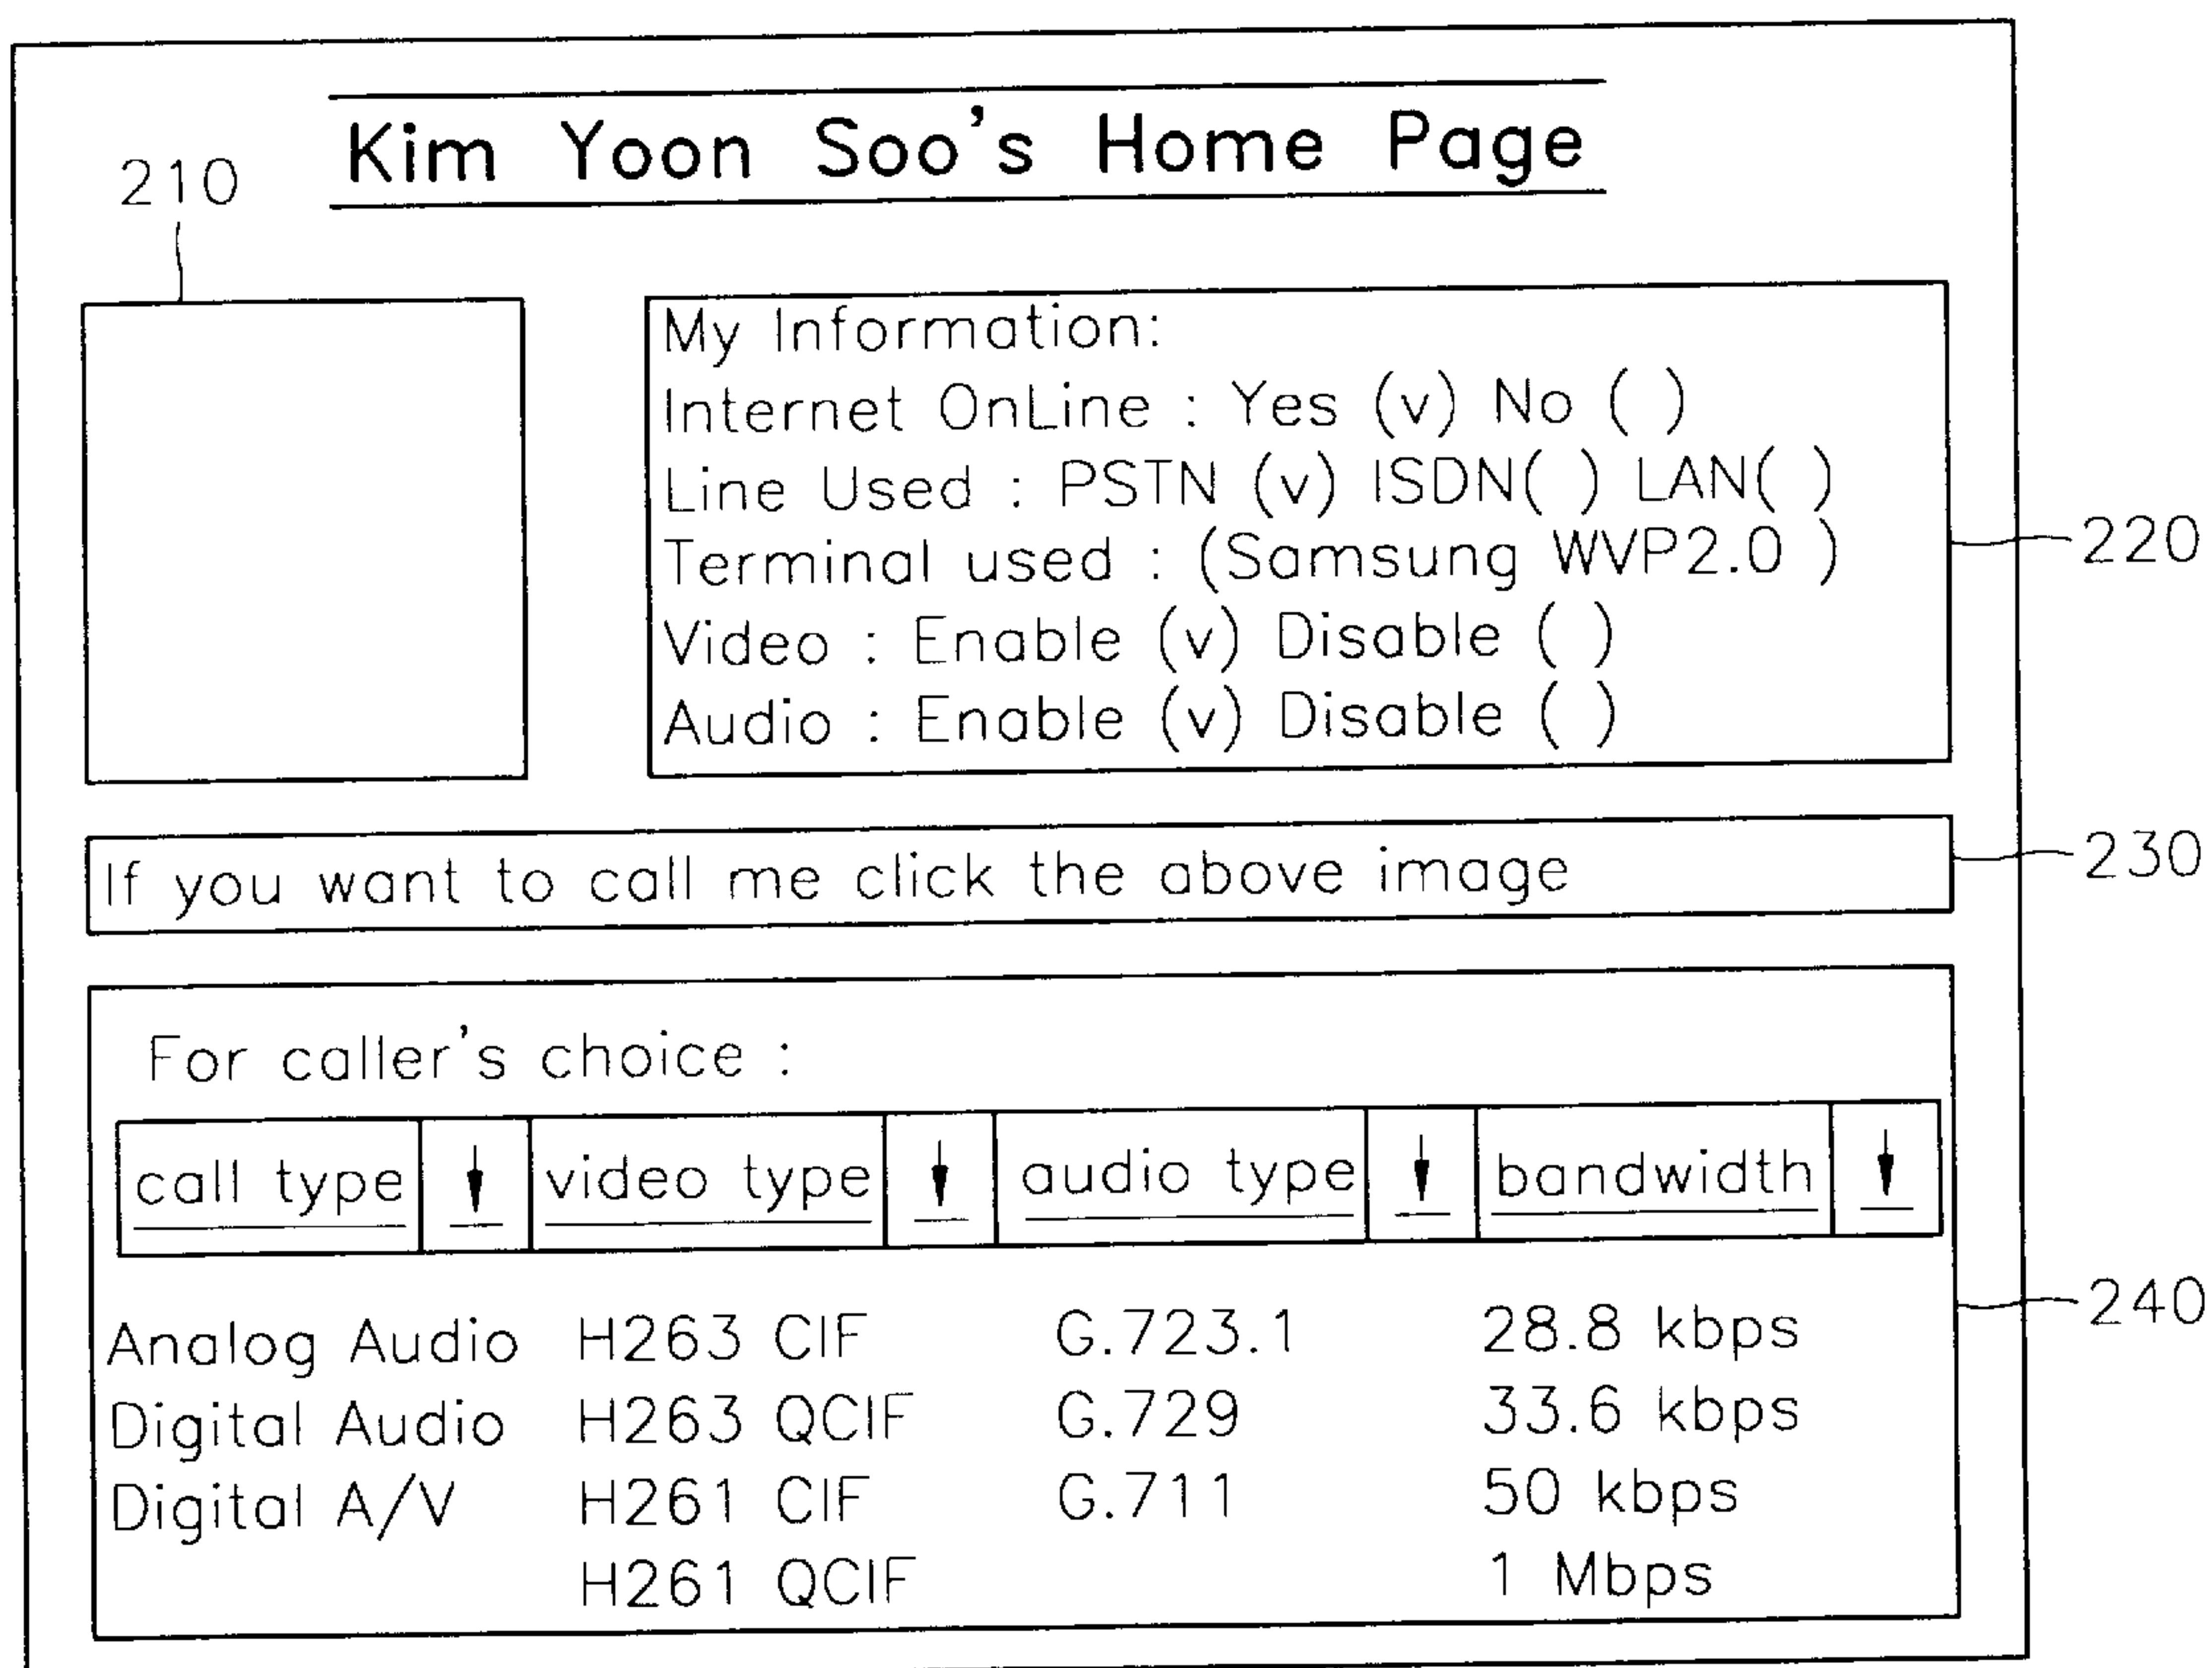 Kim Yoon Soo's Home Page
210
My Information:
Internet OnLine : Yes (v) No ( )
Line Used : PSTN (v) ISDN( ) LAN( )
Terminal used : (Samsung WVP2.0 )
Video : Enable (v) Disable ( )
Audio : Enable (v) Disable ( )
220
If you want to call me click the above image
230
For caller's choice :
call type ↓ video type ↓ audio type ↓ bandwidth ↓
Analog Audio H263 CIF G.723.1 28.8 kbps
Digital Audio H263 QCIF G.729 33.6 kbps
Digital A/V H261 CIF G.711 50 kbps
H261 QCIF 1 Mbps
240